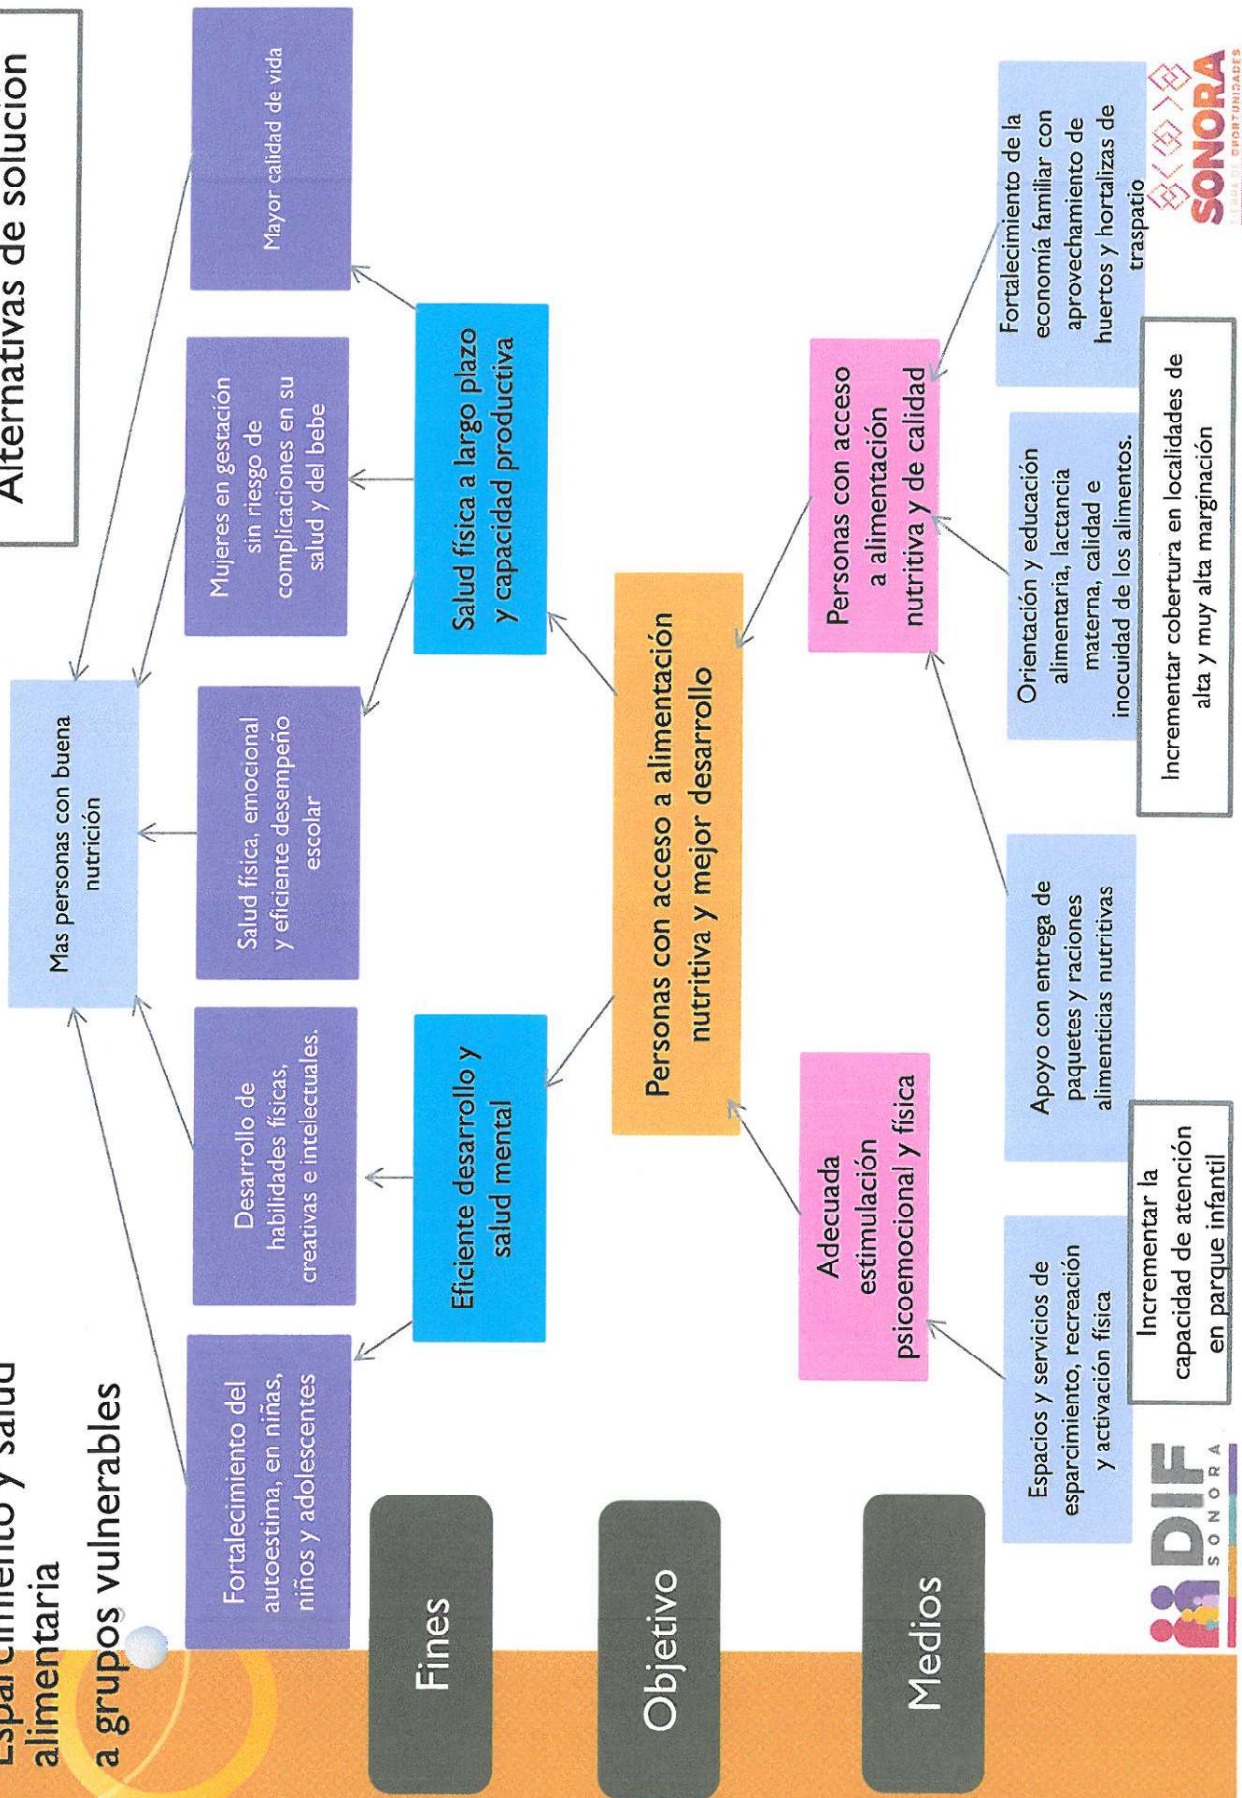 Esparcimiento y salud
alimentaria
a grupos vulnerables
Alternativas de solución
Mas personas con buena
nutrición
Fortalecimiento del
autoestima, en niñas,
niños y adolescentes
Desarrollo de
habilidades físicas,
creativas e intelectuales.
Salud física, emocional
y eficiente desempeño
escolar
Mujeres en gestación
sin riesgo de
complicaciones en su
salud y del bebe
Mayor calidad de vida
Fines
Eficiente desarrollo y
salud mental
Salud física a largo plazo
y capacidad productiva
Objetivo
Personas con acceso a alimentación
nutritiva y mejor desarrollo
Medios
Adecuada
estimulación
psicoemocional y física
Personas con acceso
a alimentación
nutritiva y de calidad
Espacios y servicios de
esparcimiento, recreación
y activación física
Apoyo con entrega de
paquetes y raciones
alimenticias nutritivas
Orientación y educación
alimentaria, lactancia
materna, calidad e
inocuidad de los alimentos.
Fortalecimiento de la
economía familiar con
aprovechamiento de
huertos y hortalizas de
traspatio
Incrementar la
capacidad de atención
en parque infantil
Incrementar cobertura en localidades de
alta y muy alta marginación
DIF
SONORA
SONORA
TIERRA DE OPORTUNIDADES